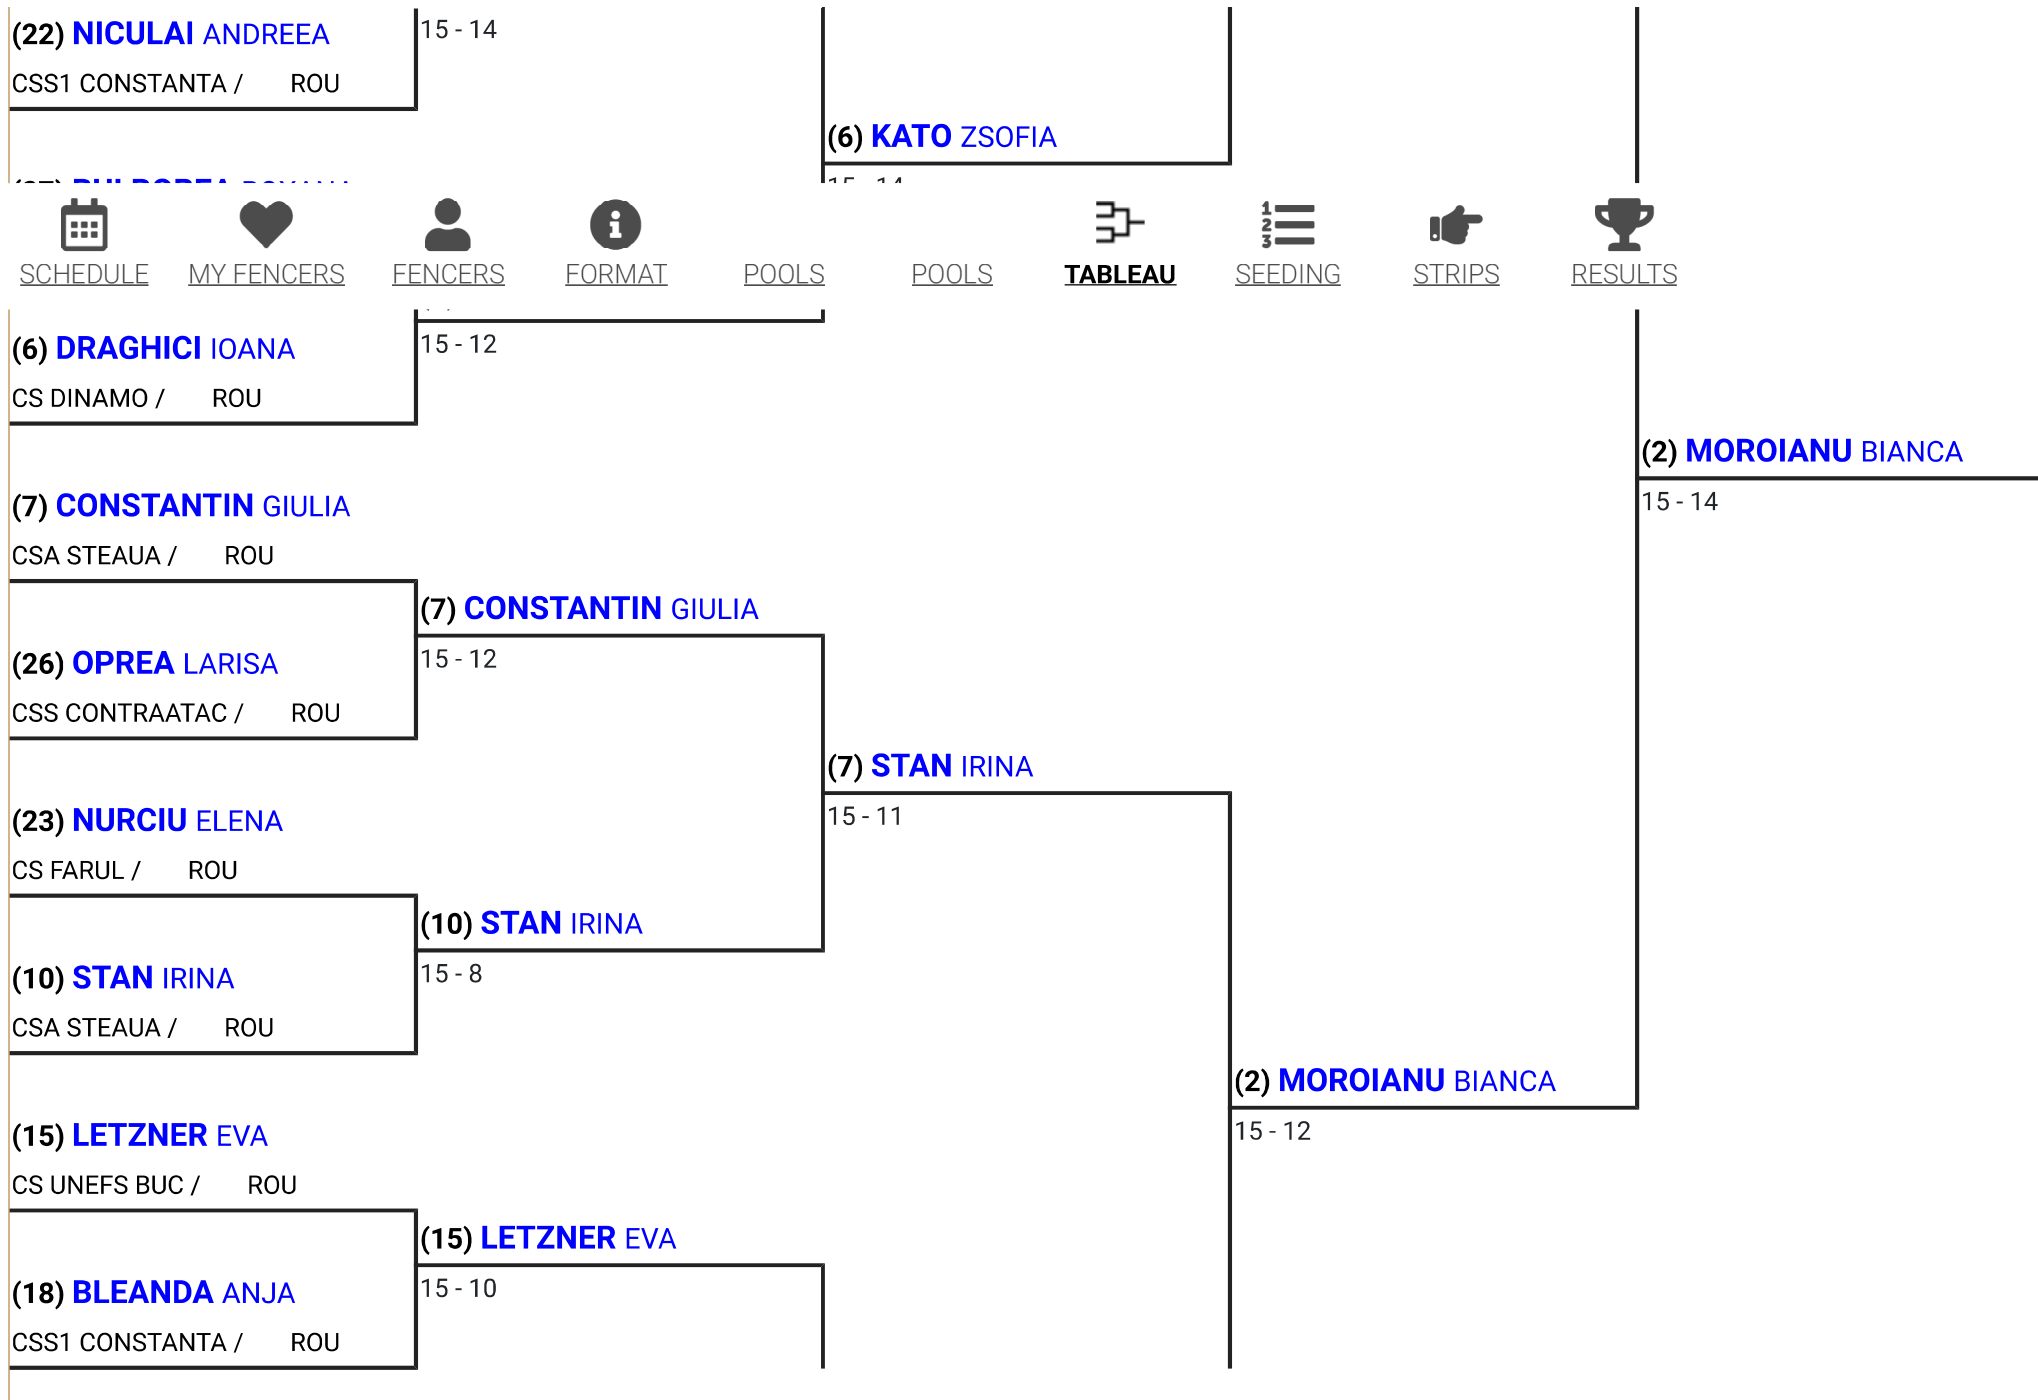 (22) NICULAI ANDREEA
15 - 14
CSS1 CONSTANTA / ROU
(6) KATO ZSOFIA
15 - 14
SCHEDULE
MY FENCERS
FENCERS
FORMAT
POOLS
POOLS
TABLEAU
SEEDING
STRIPS
RESULTS
(6) DRAGHICI IOANA
15 - 12
CS DINAMO / ROU
(2) MOROIANU BIANCA
15 - 14
(7) CONSTANTIN GIULIA
CSA STEAUA / ROU
(7) CONSTANTIN GIULIA
15 - 12
(26) OPREA LARISA
CSS CONTRAATAC / ROU
(7) STAN IRINA
15 - 11
(23) NURCIU ELENA
CS FARUL / ROU
(10) STAN IRINA
15 - 8
(10) STAN IRINA
CSA STEAUA / ROU
(2) MOROIANU BIANCA
15 - 12
(15) LETZNER EVA
CS UNEFS BUC / ROU
(15) LETZNER EVA
15 - 10
(18) BLEANDA ANJA
CSS1 CONSTANTA / ROU